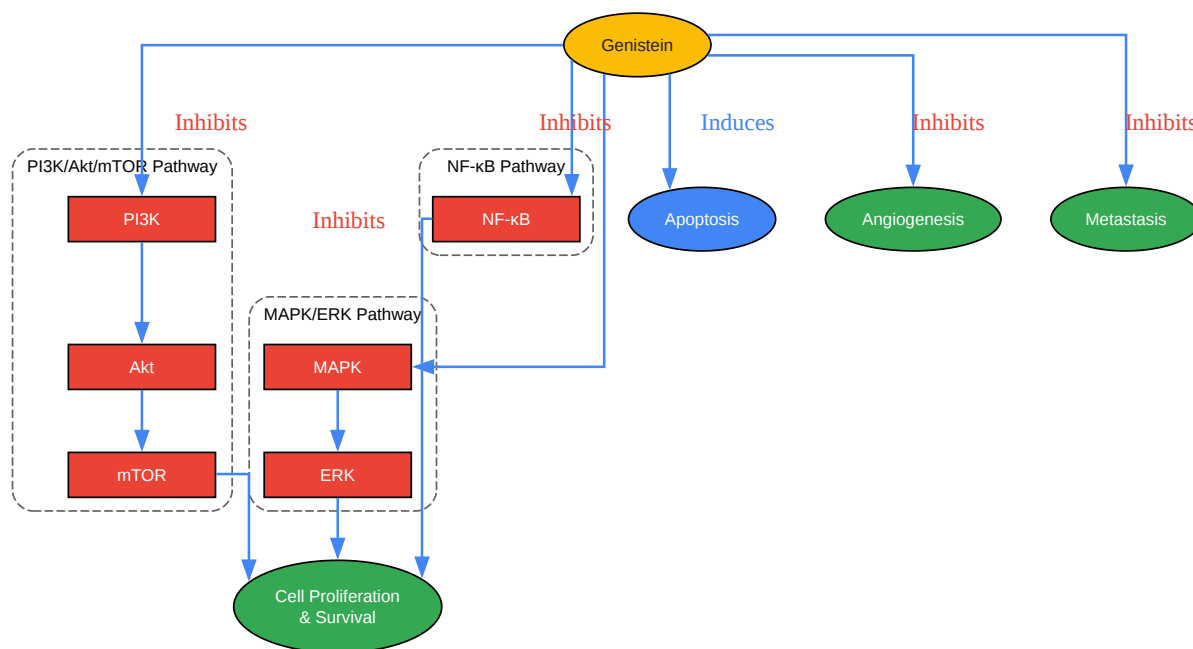 Genistein
Inhibits
Inhibits
Induces
Inhibits
Inhibits
PI3K/Akt/mTOR Pathway
NF-κB Pathway
PI3K
Inhibits
NF-κB
Apoptosis
Angiogenesis
Metastasis
MAPK/ERK Pathway
Akt
MAPK
mTOR
ERK
Cell Proliferation
& Survival